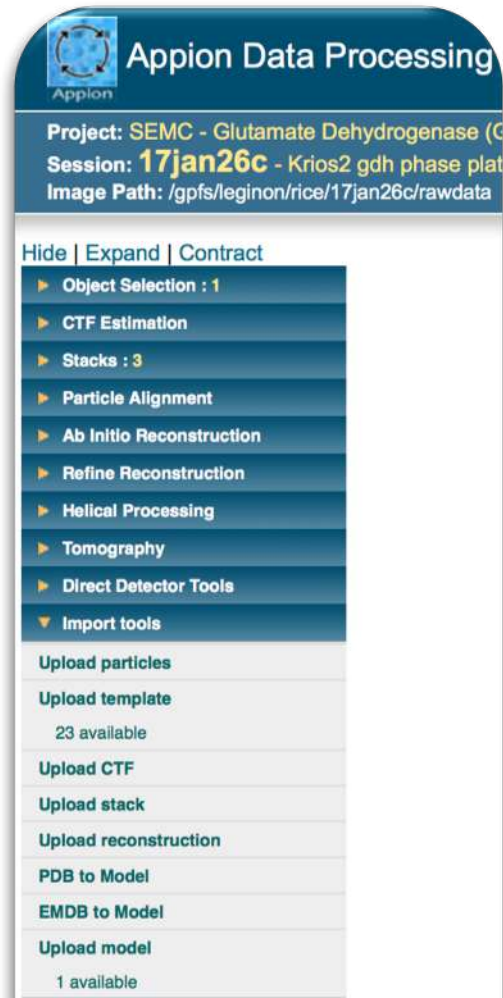 Appion Data Processing
Appion
Project: SEMC - Glutamate Dehydrogenase (
Session: 17jan26c - Krios2 gdh phase plat
Image Path: /gpfs/leginon/rice/17jan26c/rawdata
Hide | Expand | Contract
Object Selection : 1
CTF Estimation
Stacks : 3
Particle Alignment
Ab Initio Reconstruction
Refine Reconstruction
Helical Processing
Tomography
Direct Detector Tools
Import tools
Upload particles
Upload template
23 available
Upload CTF
Upload stack
Upload reconstruction
PDB to Model
EMDB to Model
Upload model
1 available